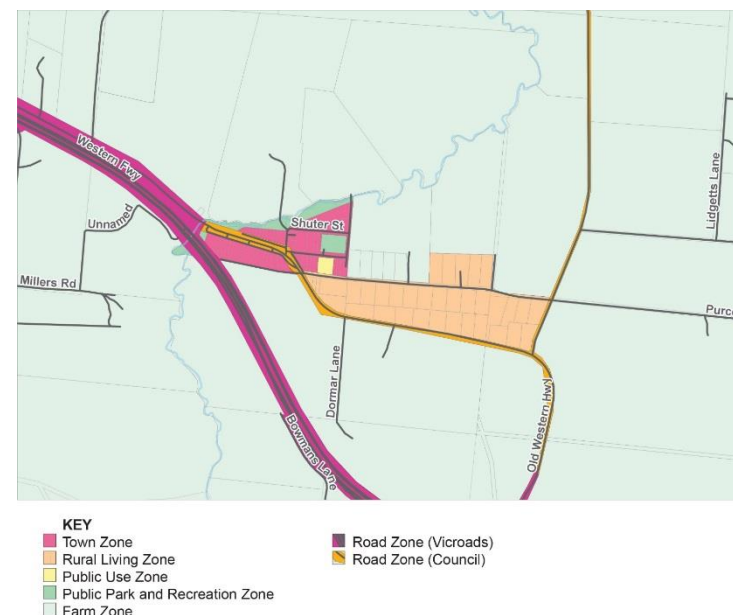 Western Fwy
Lidgetts Lane
Unnamed
Shuter St
Millers Rd
Purc
Dormar Lane
Old Western Hwy
Bowmans Lane
KEY
Town Zone
Rural Living Zone
Public Use Zone
Public Park and Recreation Zone
Farm Zone
Road Zone (Vicroads)
Road Zone (Council)